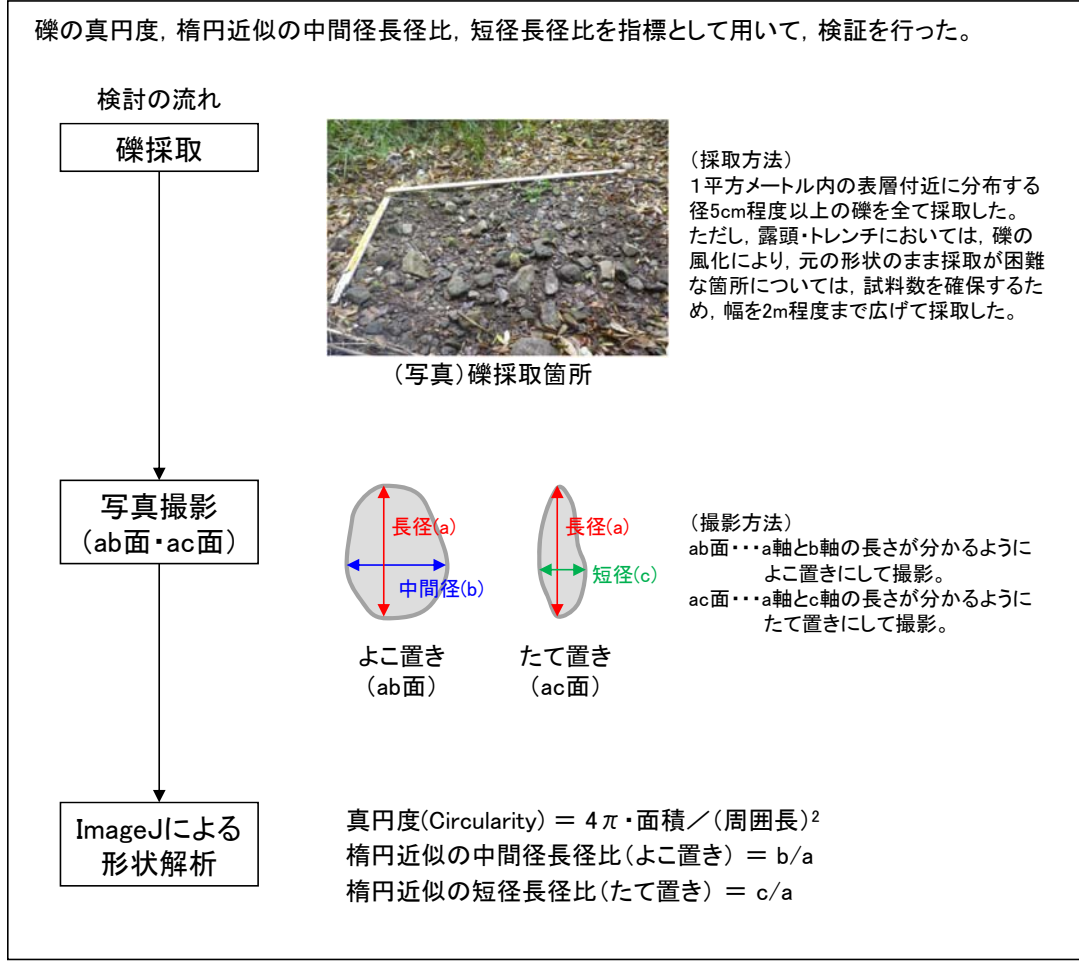 礫の真円度，楕円近似の中間径長径比，短径長径比を指標として用いて，検証を行った。
検討の流れ
礫採取
（採取方法）
１平方メートル内の表層付近に分布する
径5cm程度以上の礫を全て採取した。
ただし，露頭・トレンチにおいては，礫の
風化により，元の形状のまま採取が困難
な箇所については，試料数を確保するた
め，幅を2m程度まで広げて採取した。
（写真）礫採取箇所
写真撮影
（ab面・ac面）
長径(a)
中間径(b)
よこ置き
（ab面）
長径(a)
短径(c)
たて置き
（ac面）
（撮影方法）
ab面・・・a軸とb軸の長さが分かるように
よこ置きにして撮影。
ac面・・・a軸とc軸の長さが分かるように
たて置きにして撮影。
ImageJによる
形状解析
真円度(Circularity) ＝ 4π・面積／（周囲長）²
楕円近似の中間径長径比（よこ置き） ＝ b/a
楕円近似の短径長径比（たて置き） ＝ c/a